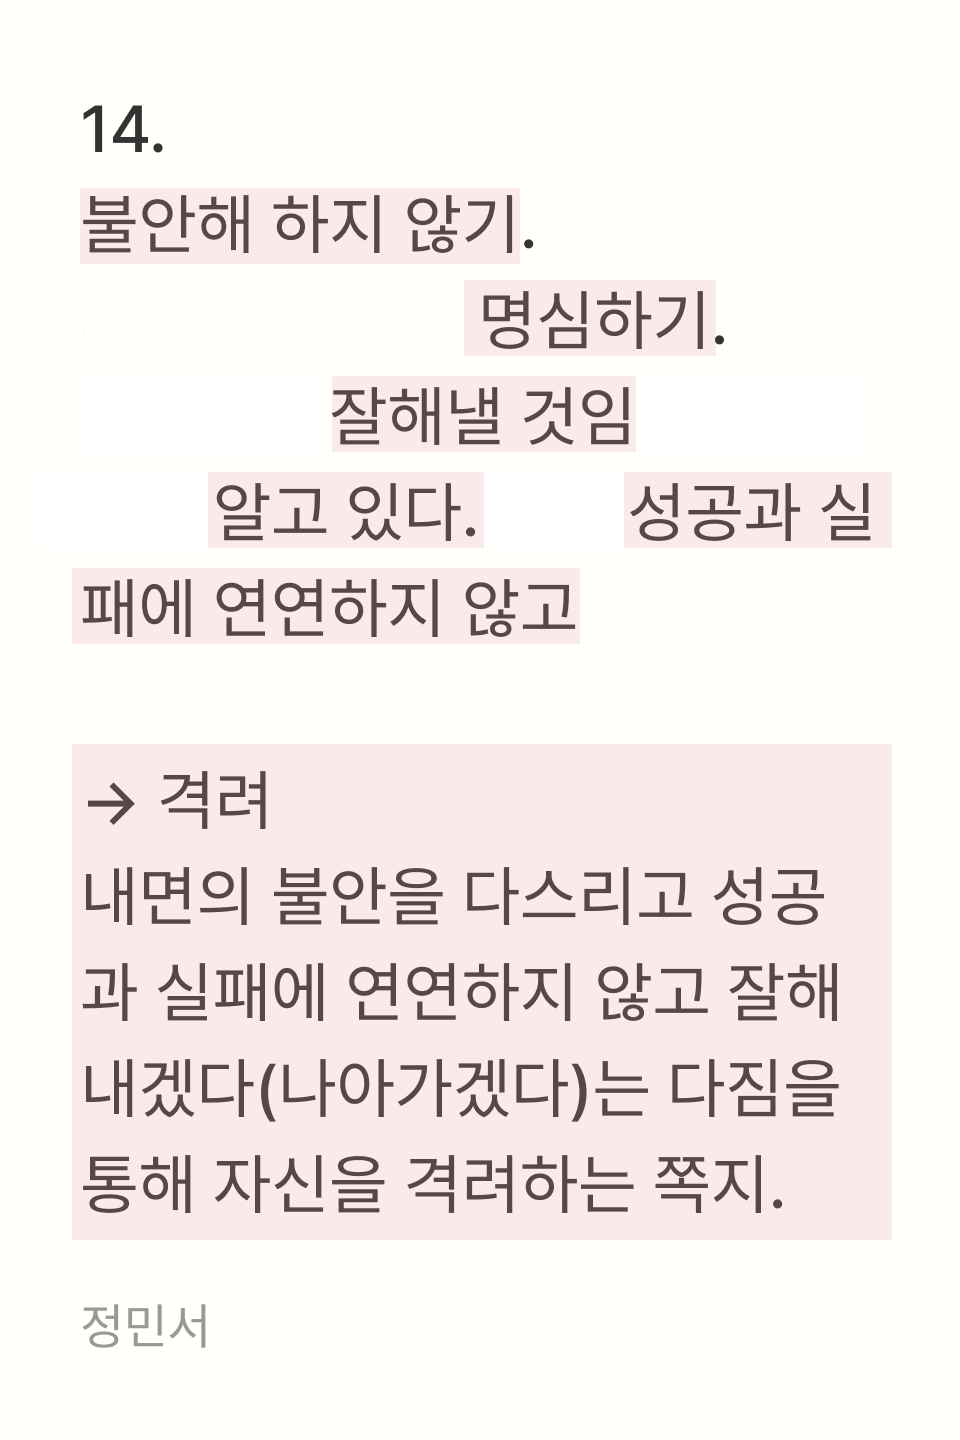 14.
불안해 하지 않기.
명심하기.
잘해낼 것임
알고 있다. 성공과 실
패에 연연하지 않고
→ 격려
내면의 불안을 다스리고 성공
과 실패에 연연하지 않고 잘해
내겠다(나아가겠다)는 다짐을
통해 자신을 격려하는 쪽지.
정민서